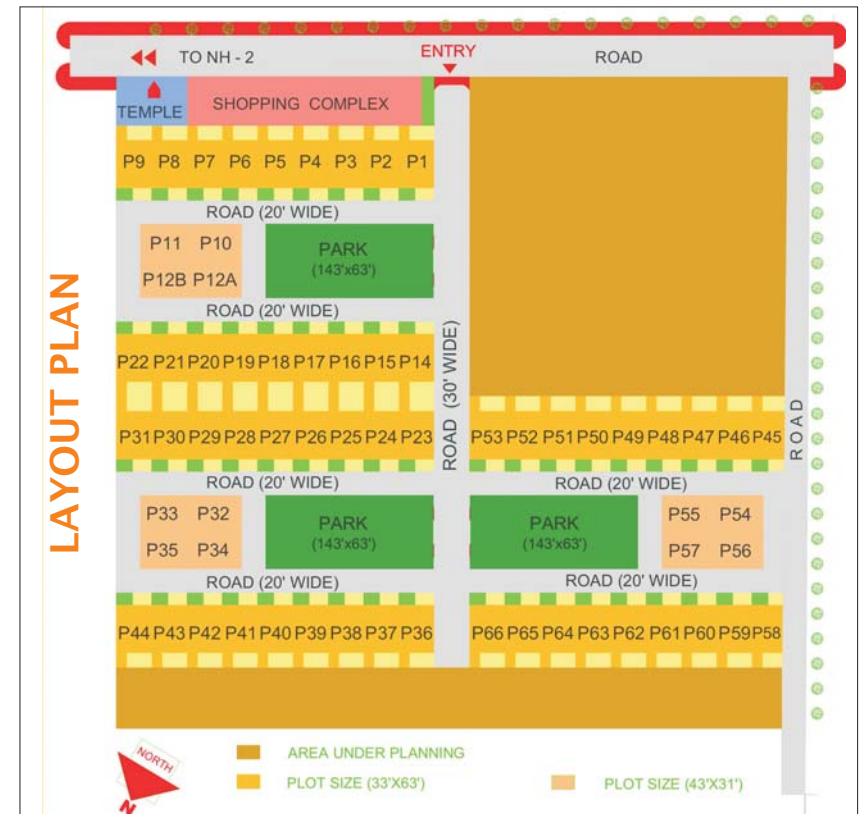 LAYOUT PLAN
TO NH - 2
ENTRY
ROAD
TEMPLE
SHOPPING COMPLEX
P9 P8 P7 P6 P5 P4 P3 P2 P1
ROAD (20' WIDE)
P11 P10
P12B P12A
PARK
(143'x63')
ROAD (20' WIDE)
P22 P21 P20 P19 P18 P17 P16 P15 P14
P31 P30 P29 P28 P27 P26 P25 P24 P23
ROAD (30' WIDE)
P53 P52 P51 P50 P49 P48 P47 P46 P45
ROAD
ROAD (20' WIDE)
ROAD (20' WIDE)
P33 P32
P35 P34
PARK
(143'x63')
PARK
(143'x63')
P55 P54
P57 P56
ROAD (20' WIDE)
ROAD (20' WIDE)
P44 P43 P42 P41 P40 P39 P38 P37 P36
P66 P65 P64 P63 P62 P61 P60 P59 P58
NORTH
N
AREA UNDER PLANNING
PLOT SIZE (33'X63')
PLOT SIZE (43'X31')